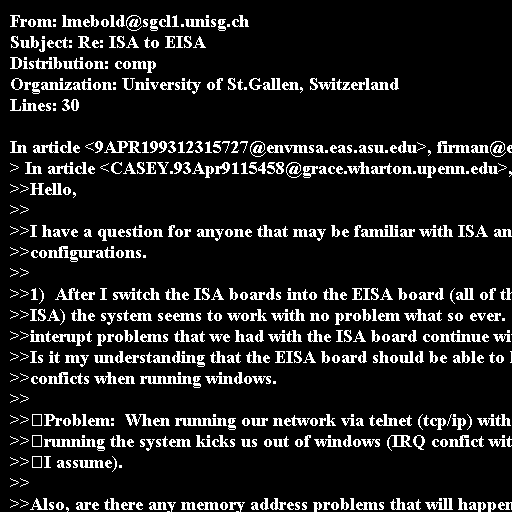 From: lmebold@sgcl1.unisg.ch
Subject: Re: ISA to EISA
Distribution: comp
Organization: University of St.Gallen, Switzerland
Lines: 30

In article <9APR199312315727@envmsa.eas.asu.edu>, firman@e
> In article <CASEY.93Apr9115458@grace.wharton.upenn.edu>,
>>Hello,
>>
>>I have a question for anyone that may be familiar with ISA an
>>configurations.
>>
>>1)  After I switch the ISA boards into the EISA board (all of th
>>ISA) the system seems to work with no problem what so ever.
>>interupt problems that we had with the ISA board continue wi
>>Is it my understanding that the EISA board should be able to
>>conficts when running windows.
>>
>>□Problem:  When running our network via telnet (tcp/ip) with
>>□running the system kicks us out of windows (IRQ confict wit
>>□I assume).
>>
>>Also, are there any memory address problems that will happen